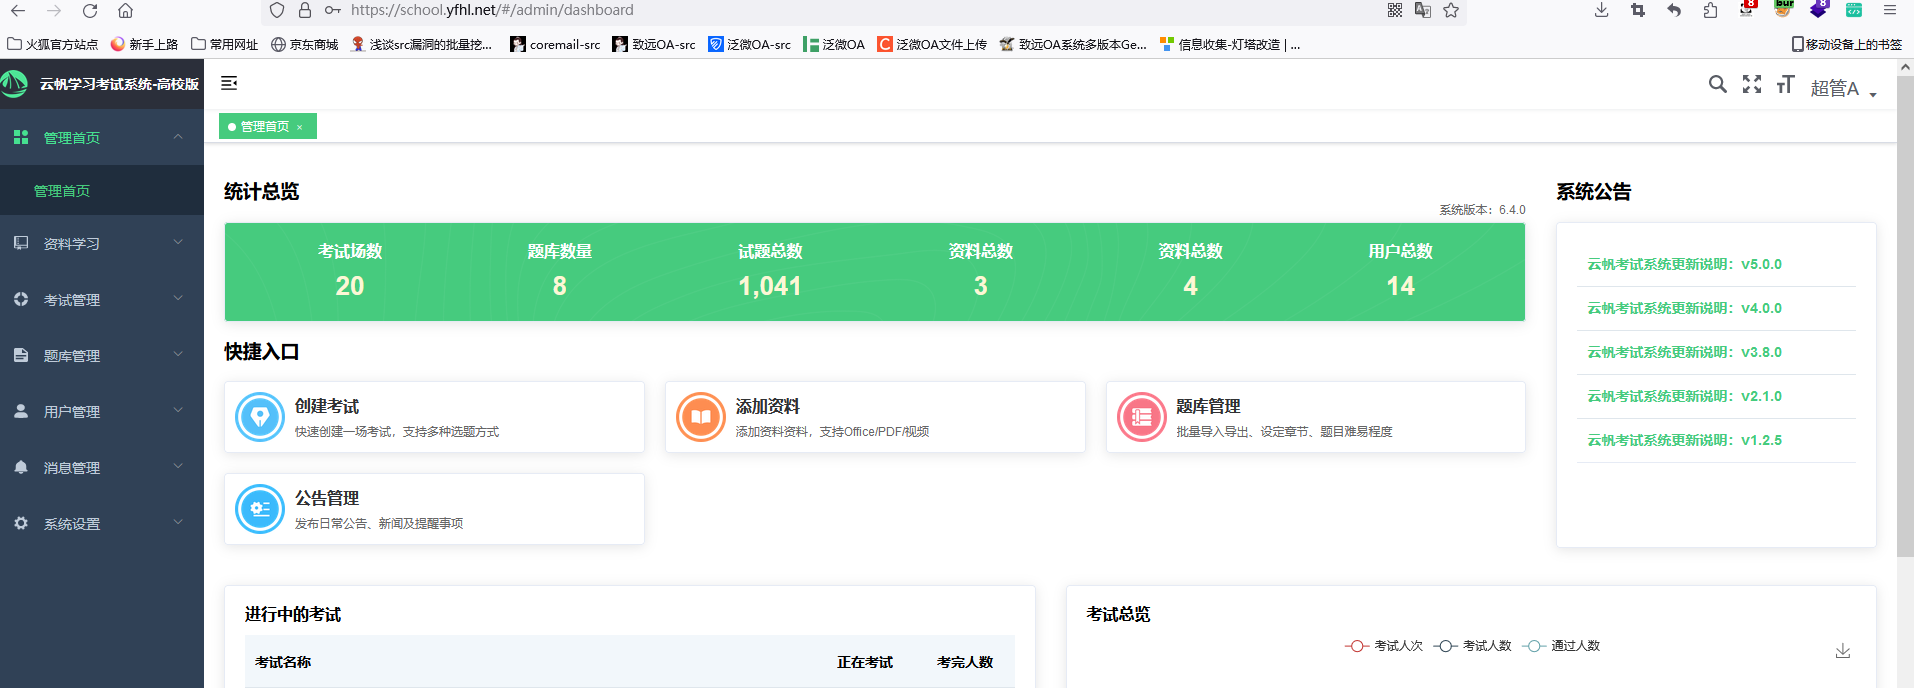 https://school.yfhl.net/#/admin/dashboard
8
bur
8
火狐官方站点
新手上路
常用网址
京东商城
浅谈src漏洞的批量挖...
coremail-src
致远OA-src
泛微OA-src
泛微OA
泛微OA文件上传
致远OA系统多版本Ge...
信息收集-灯塔改造 | ...
移动设备上的书签
云帆学习考试系统-高校版
超管A
管理首页
管理首页 ×
管理首页
资料学习
考试管理
题库管理
用户管理
消息管理
系统设置
统计总览
系统版本：6.4.0
考试场数 题库数量 试题总数 资料总数 资料总数 用户总数
20 8 1,041 3 4 14
快捷入口
创建考试
快速创建一场考试，支持多种选题方式
添加资料
添加资料资料，支持Office/PDF/视频
题库管理
批量导入导出、设定章节、题目难易程度
公告管理
发布日常公告、新闻及提醒事项
系统公告
云帆考试系统更新说明：v5.0.0
云帆考试系统更新说明：v4.0.0
云帆考试系统更新说明：v3.8.0
云帆考试系统更新说明：v2.1.0
云帆考试系统更新说明：v1.2.5
进行中的考试
考试名称 正在考试 考完人数
考试总览
考试人次 考试人数 通过人数